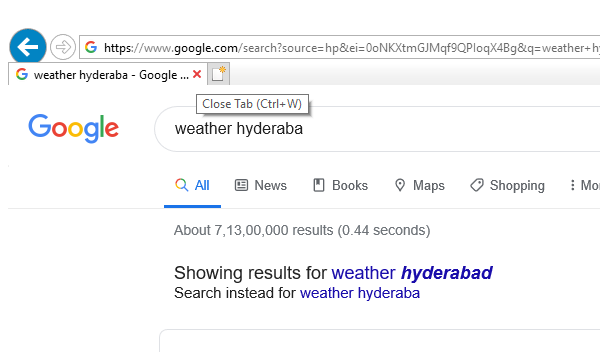 https://www.google.com/search?source=hp&ei=0oNKXtmGJMqf9QPIoqX4Bg&q=weather+
weather hyderaba - Google ...
Close Tab (Ctrl+W)
Google
weather hyderaba
All News Books Maps Shopping
About 7,13,00,000 results (0.44 seconds)
Showing results for weather hyderabad
Search instead for weather hyderaba